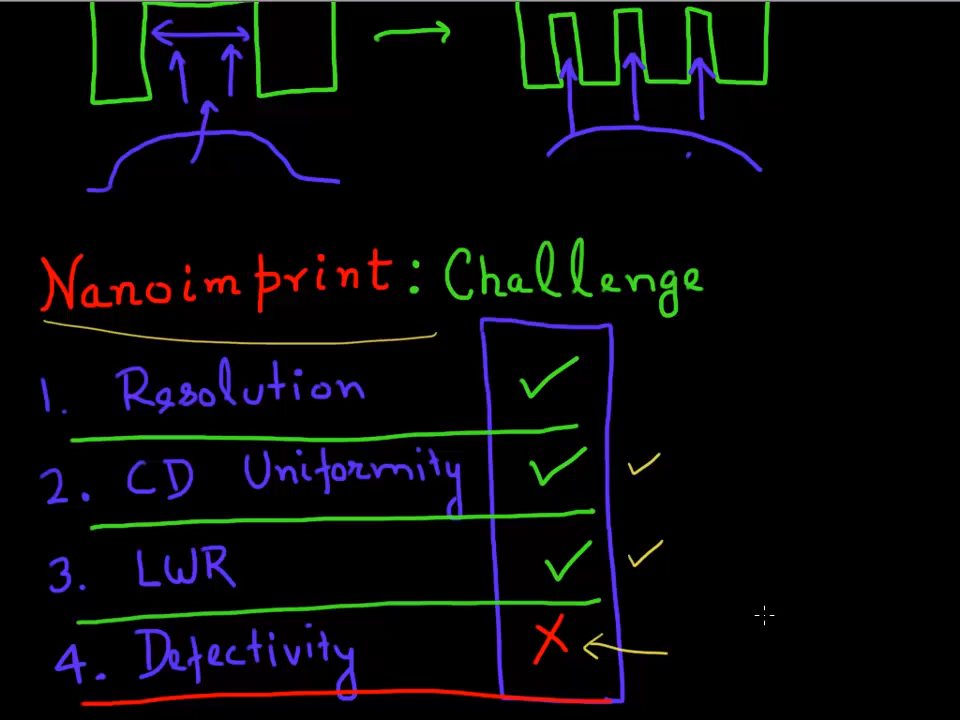 Nanoimprint : Challenge
1. Resolution ✓
2. CD Uniformity ✓ ✓
3. LWR ✓ ✓
4. Defectivity X